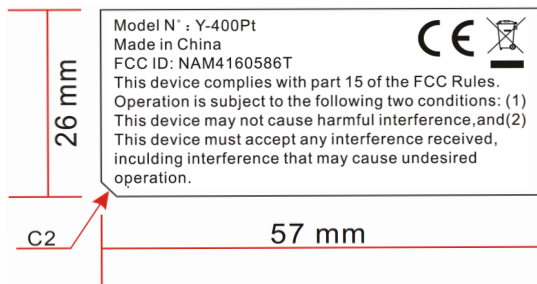 Model N° : Y-400Pt
Made in China
FCC ID: NAM4160586T
This device complies with part 15 of the FCC Rules.
Operation is subject to the following two conditions: (1)
This device may not cause harmful interference,and(2)
This device must accept any interference received,
inculding interference that may cause undesired
operation.
CE
26 mm
C2
57 mm